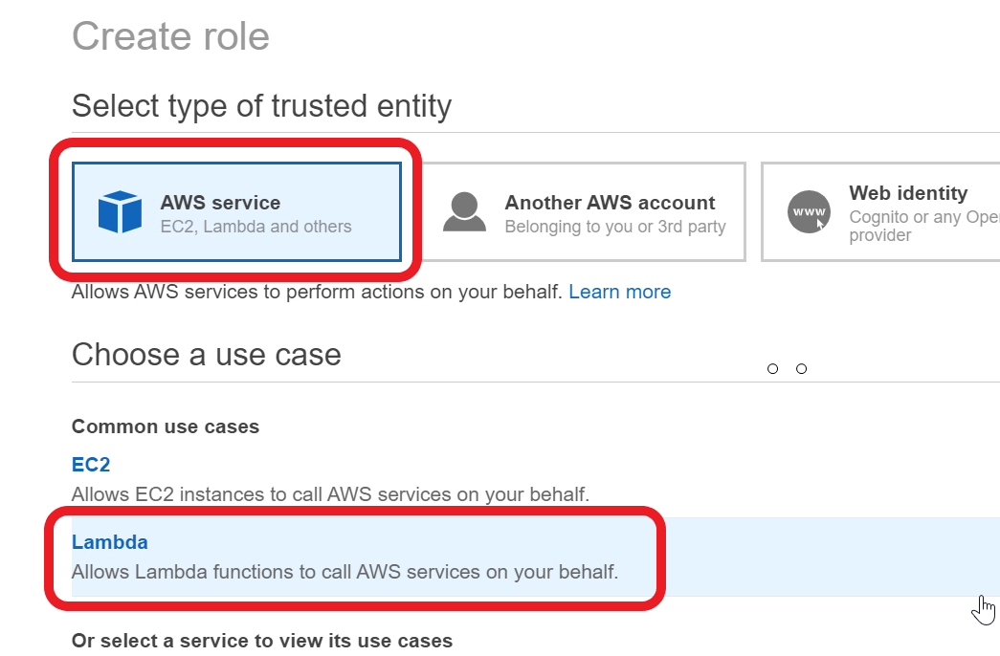 Create role
Select type of trusted entity
AWS service
EC2, Lambda and others
Another AWS account
Belonging to you or 3rd party
www
Web identity
Cognito or any Ope
provider
Allows AWS services to perform actions on your behalf. Learn more
Choose a use case
Common use cases
EC2
Allows EC2 instances to call AWS services on your behalf.
Lambda
Allows Lambda functions to call AWS services on your behalf.
Or select a service to view its use cases